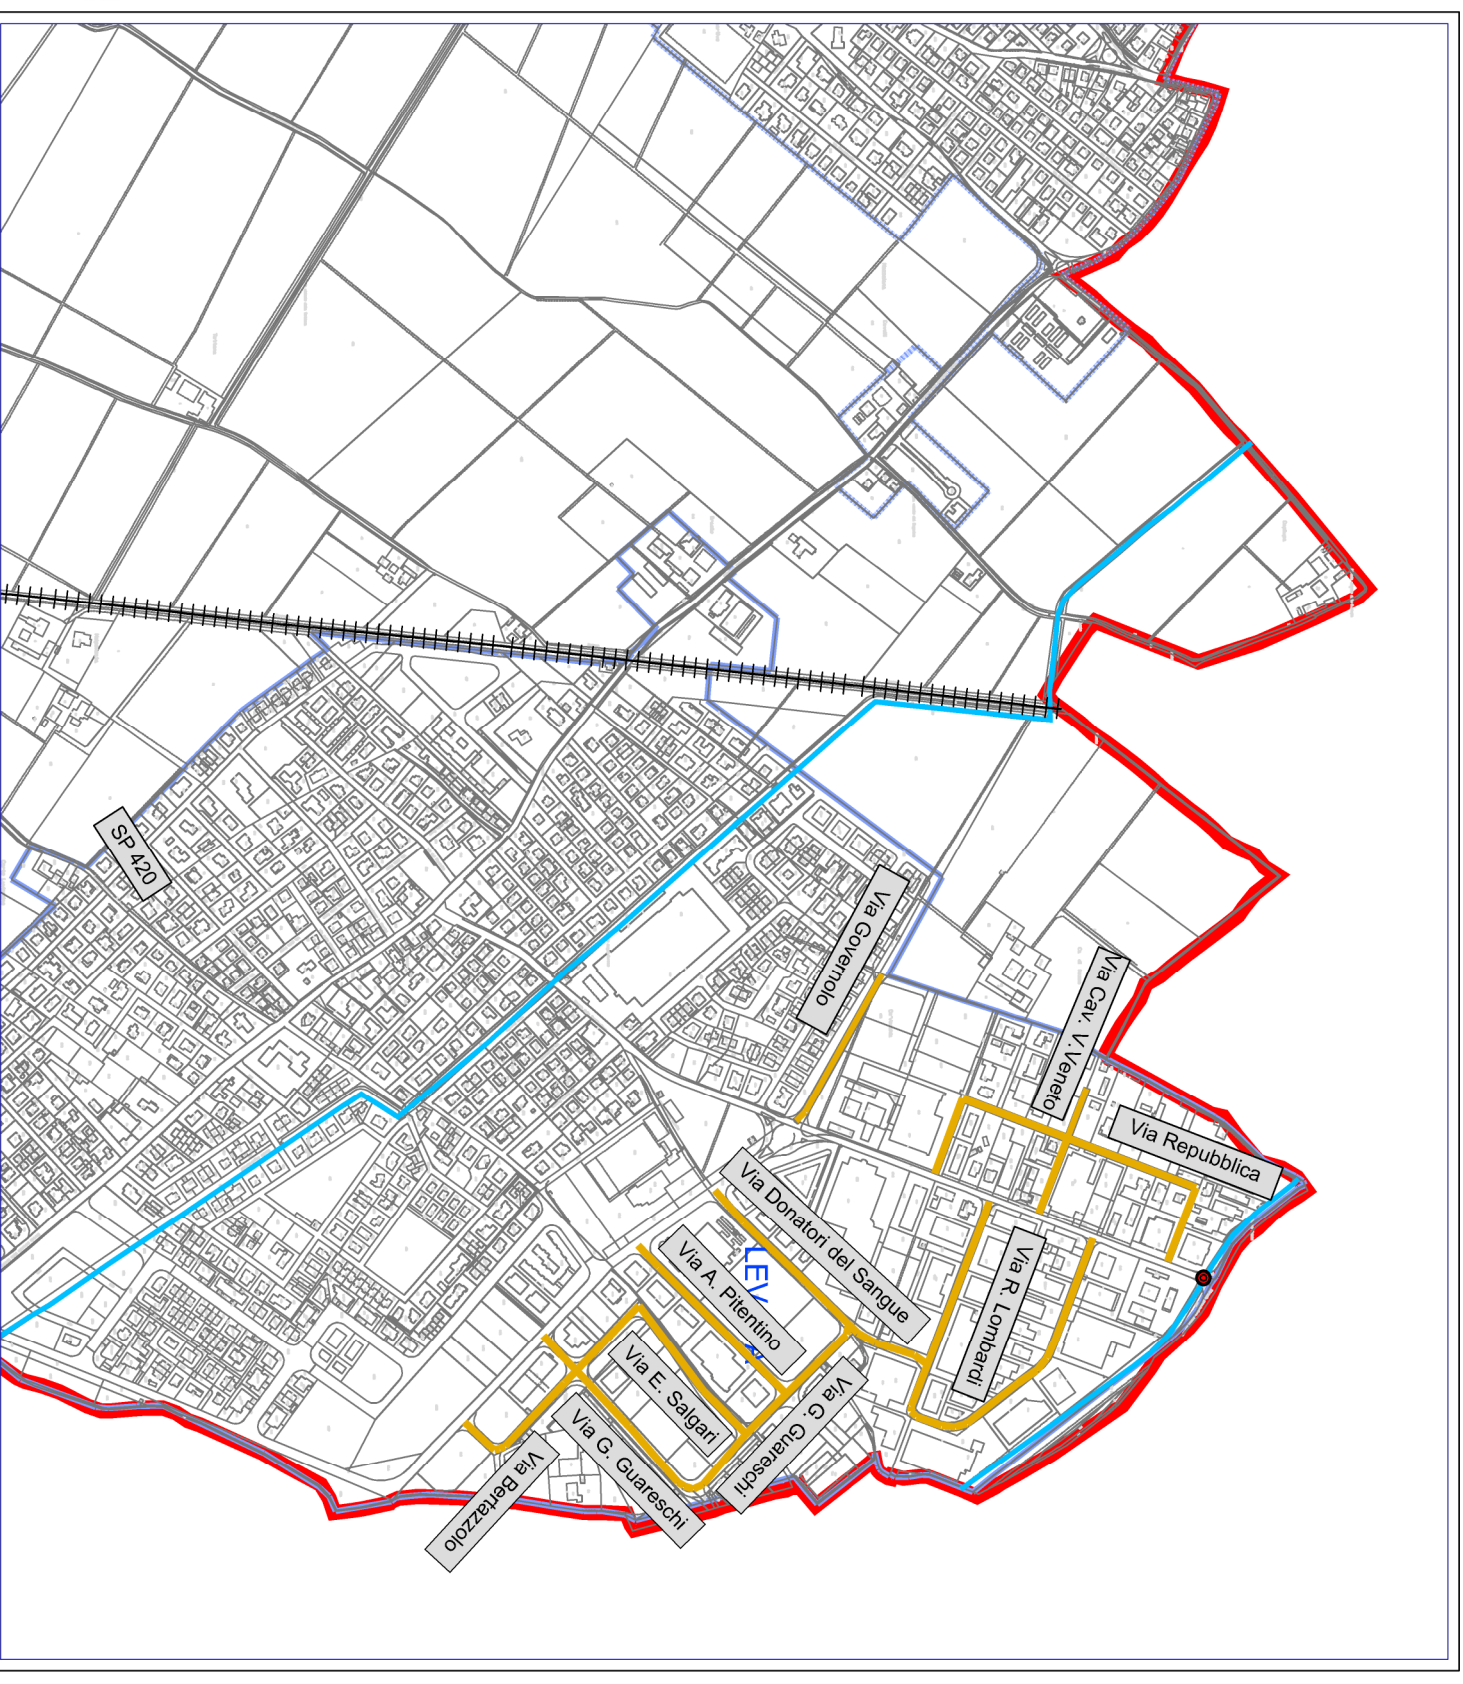 SP 420
Via Governolo
Via Cav. V.Veneto
Via Repubblica
Via Donatori del Sangue
Via R. Lombardi
Via A. Pitentino
Via E. Salgari
Via G. Guareschi
Via G. Guareschi
Via Bertazzolo